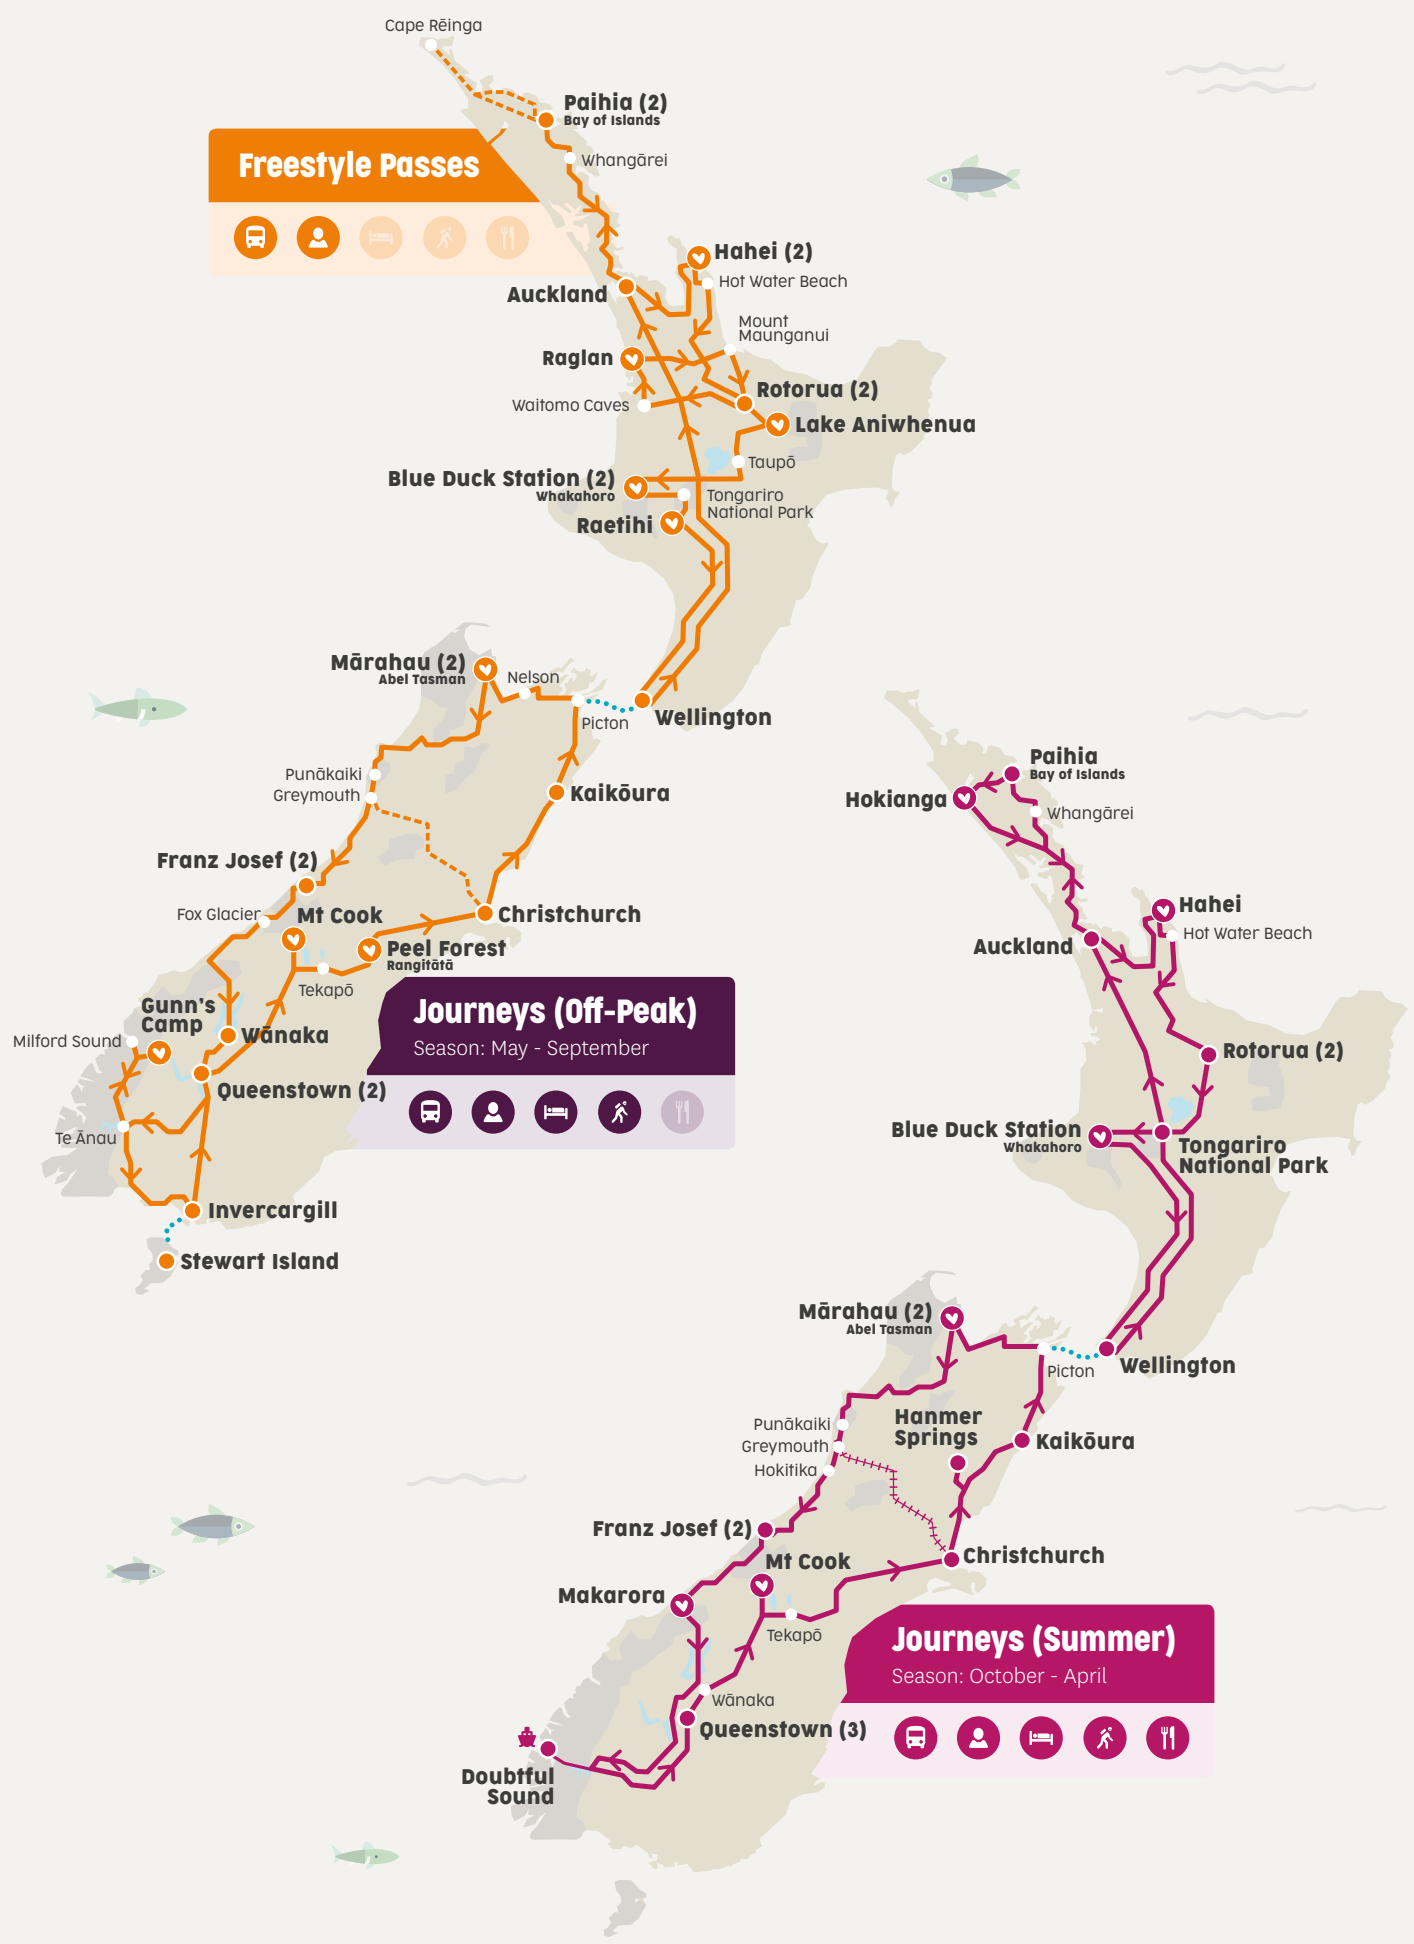 Cape Rēinga
Paihia (2)
Bay of Islands
Freestyle Passes
Whangārei
Hahei (2)
Hot Water Beach
Auckland
Mount
Maunganui
Raglan
Rotorua (2)
Waitomo Caves
Lake Aniwhenua
Taupō
Blue Duck Station (2)
Whakahoro
Tongariro
National Park
Raetihi
Mārahau (2)
Abel Tasman
Nelson
Picton
Wellington
Punākaiki
Greymouth
Kaikōura
Franz Josef (2)
Fox Glacier
Mt Cook
Christchurch
Peel Forest
Rangitātā
Tekapō
Gunn's
Camp
Milford Sound
Wānaka
Queenstown (2)
Te Ānau
Invercargill
Stewart Island
Journeys (Off-Peak)
Season: May - September
Paihia
Bay of Islands
Hokianga
Whangārei
Hahei
Hot Water Beach
Auckland
Rotorua (2)
Blue Duck Station
Whakahoro
Tongariro
National Park
Mārahau (2)
Abel Tasman
Picton
Wellington
Punākaiki
Greymouth
Hokitika
Hanmer
Springs
Kaikōura
Franz Josef (2)
Mt Cook
Christchurch
Makarora
Tekapō
Wānaka
Queenstown (3)
Doubtful
Sound
Journeys (Summer)
Season: October - April